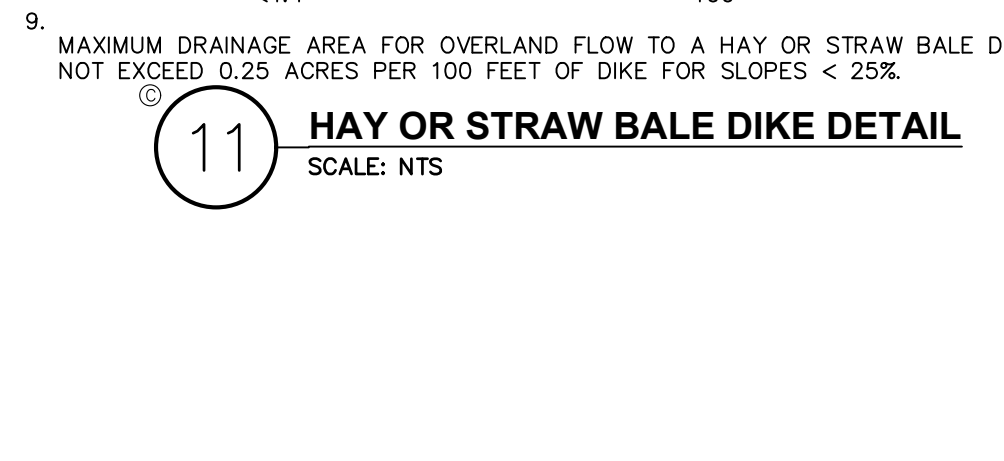 9.
MAXIMUM DRAINAGE AREA FOR OVERLAND FLOW TO A HAY OR STRAW BALE D
NOT EXCEED 0.25 ACRES PER 100 FEET OF DIKE FOR SLOPES < 25%.
©
11
HAY OR STRAW BALE DIKE DETAIL
SCALE: NTS